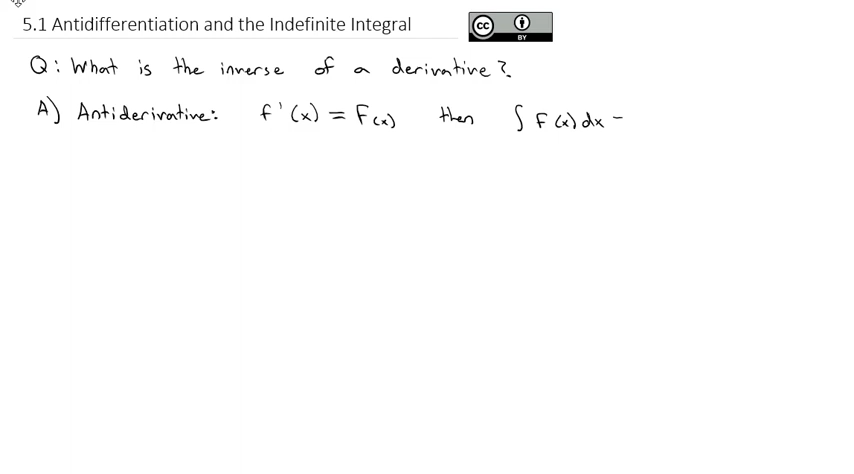 5.1 Antidifferentiation and the Indefinite Integral
cc BY
Q: What is the inverse of a derivative?
A) Antiderivative: f'(x) = F(x) then ∫ F(x) dx =